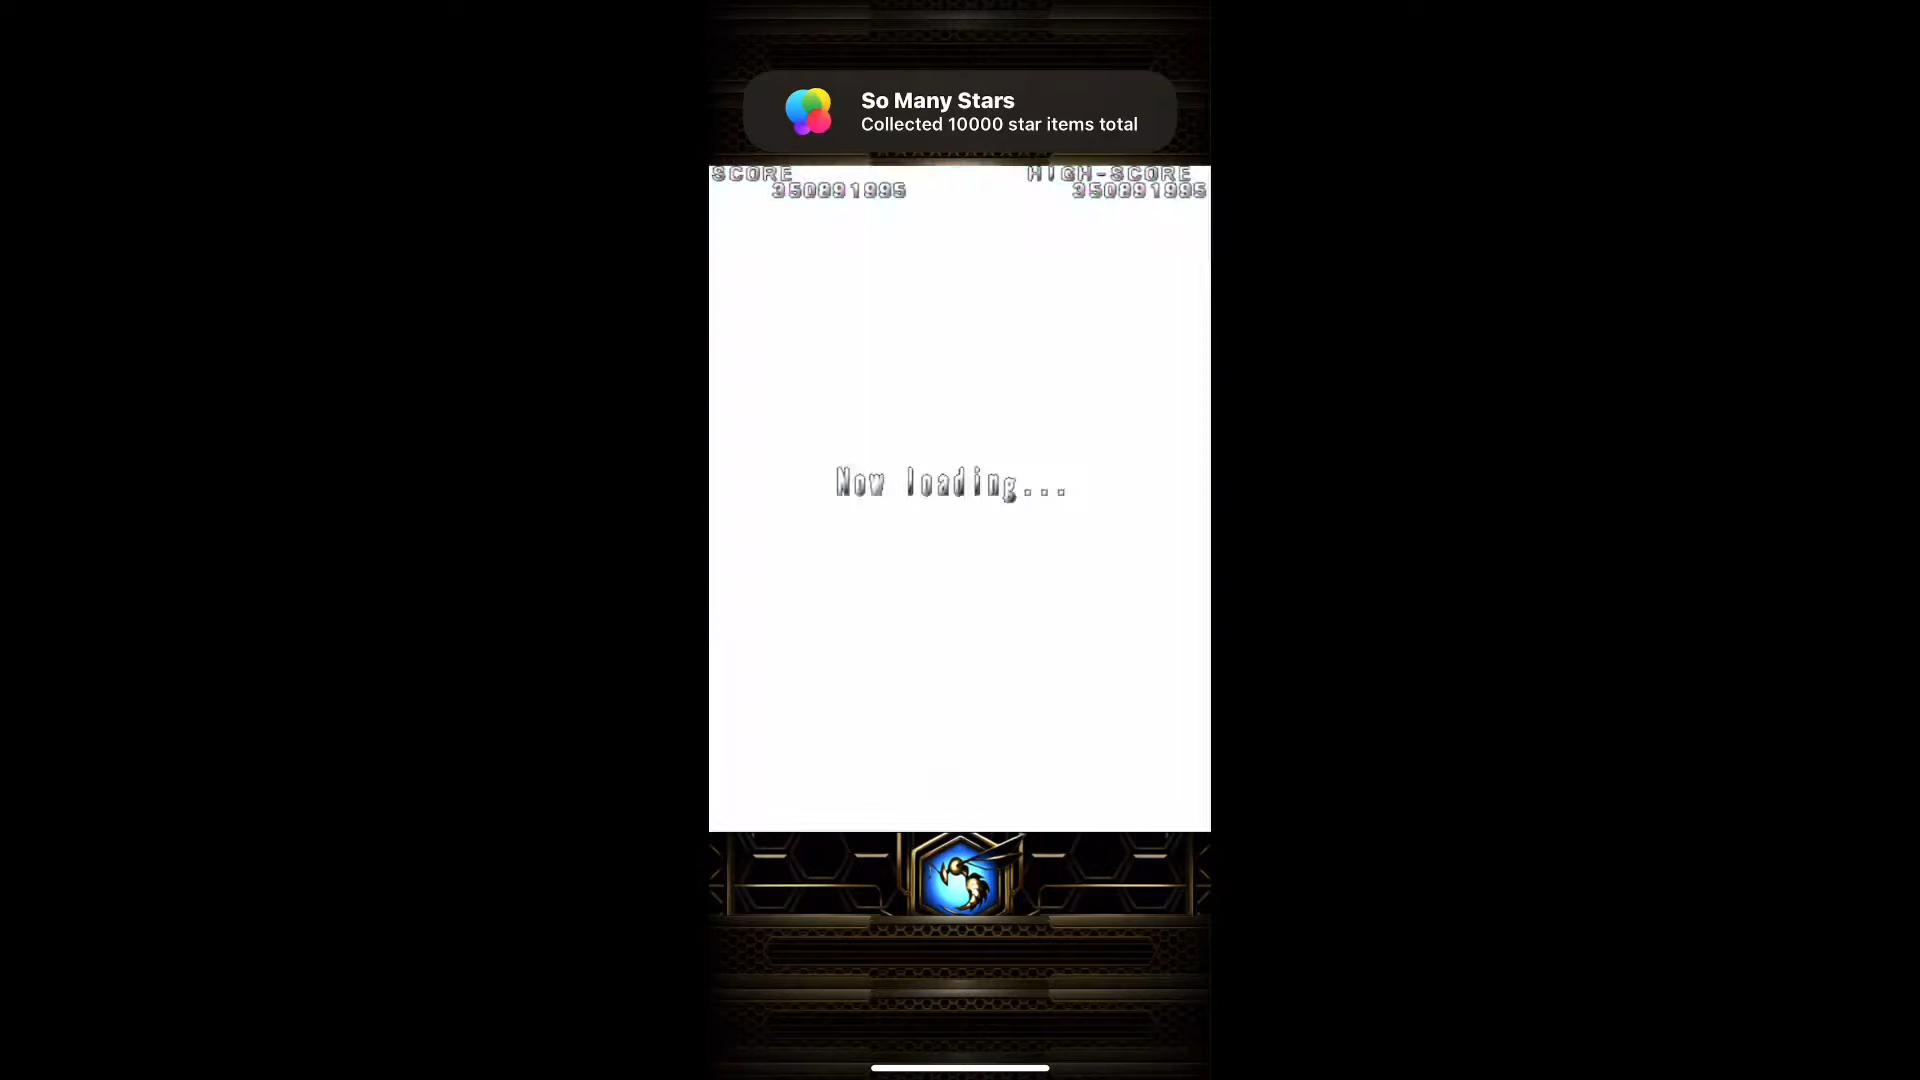 So Many Stars
Collected 10000 star items total
SCORE
350891995
HIGH-SCORE
350891995
Now loading...